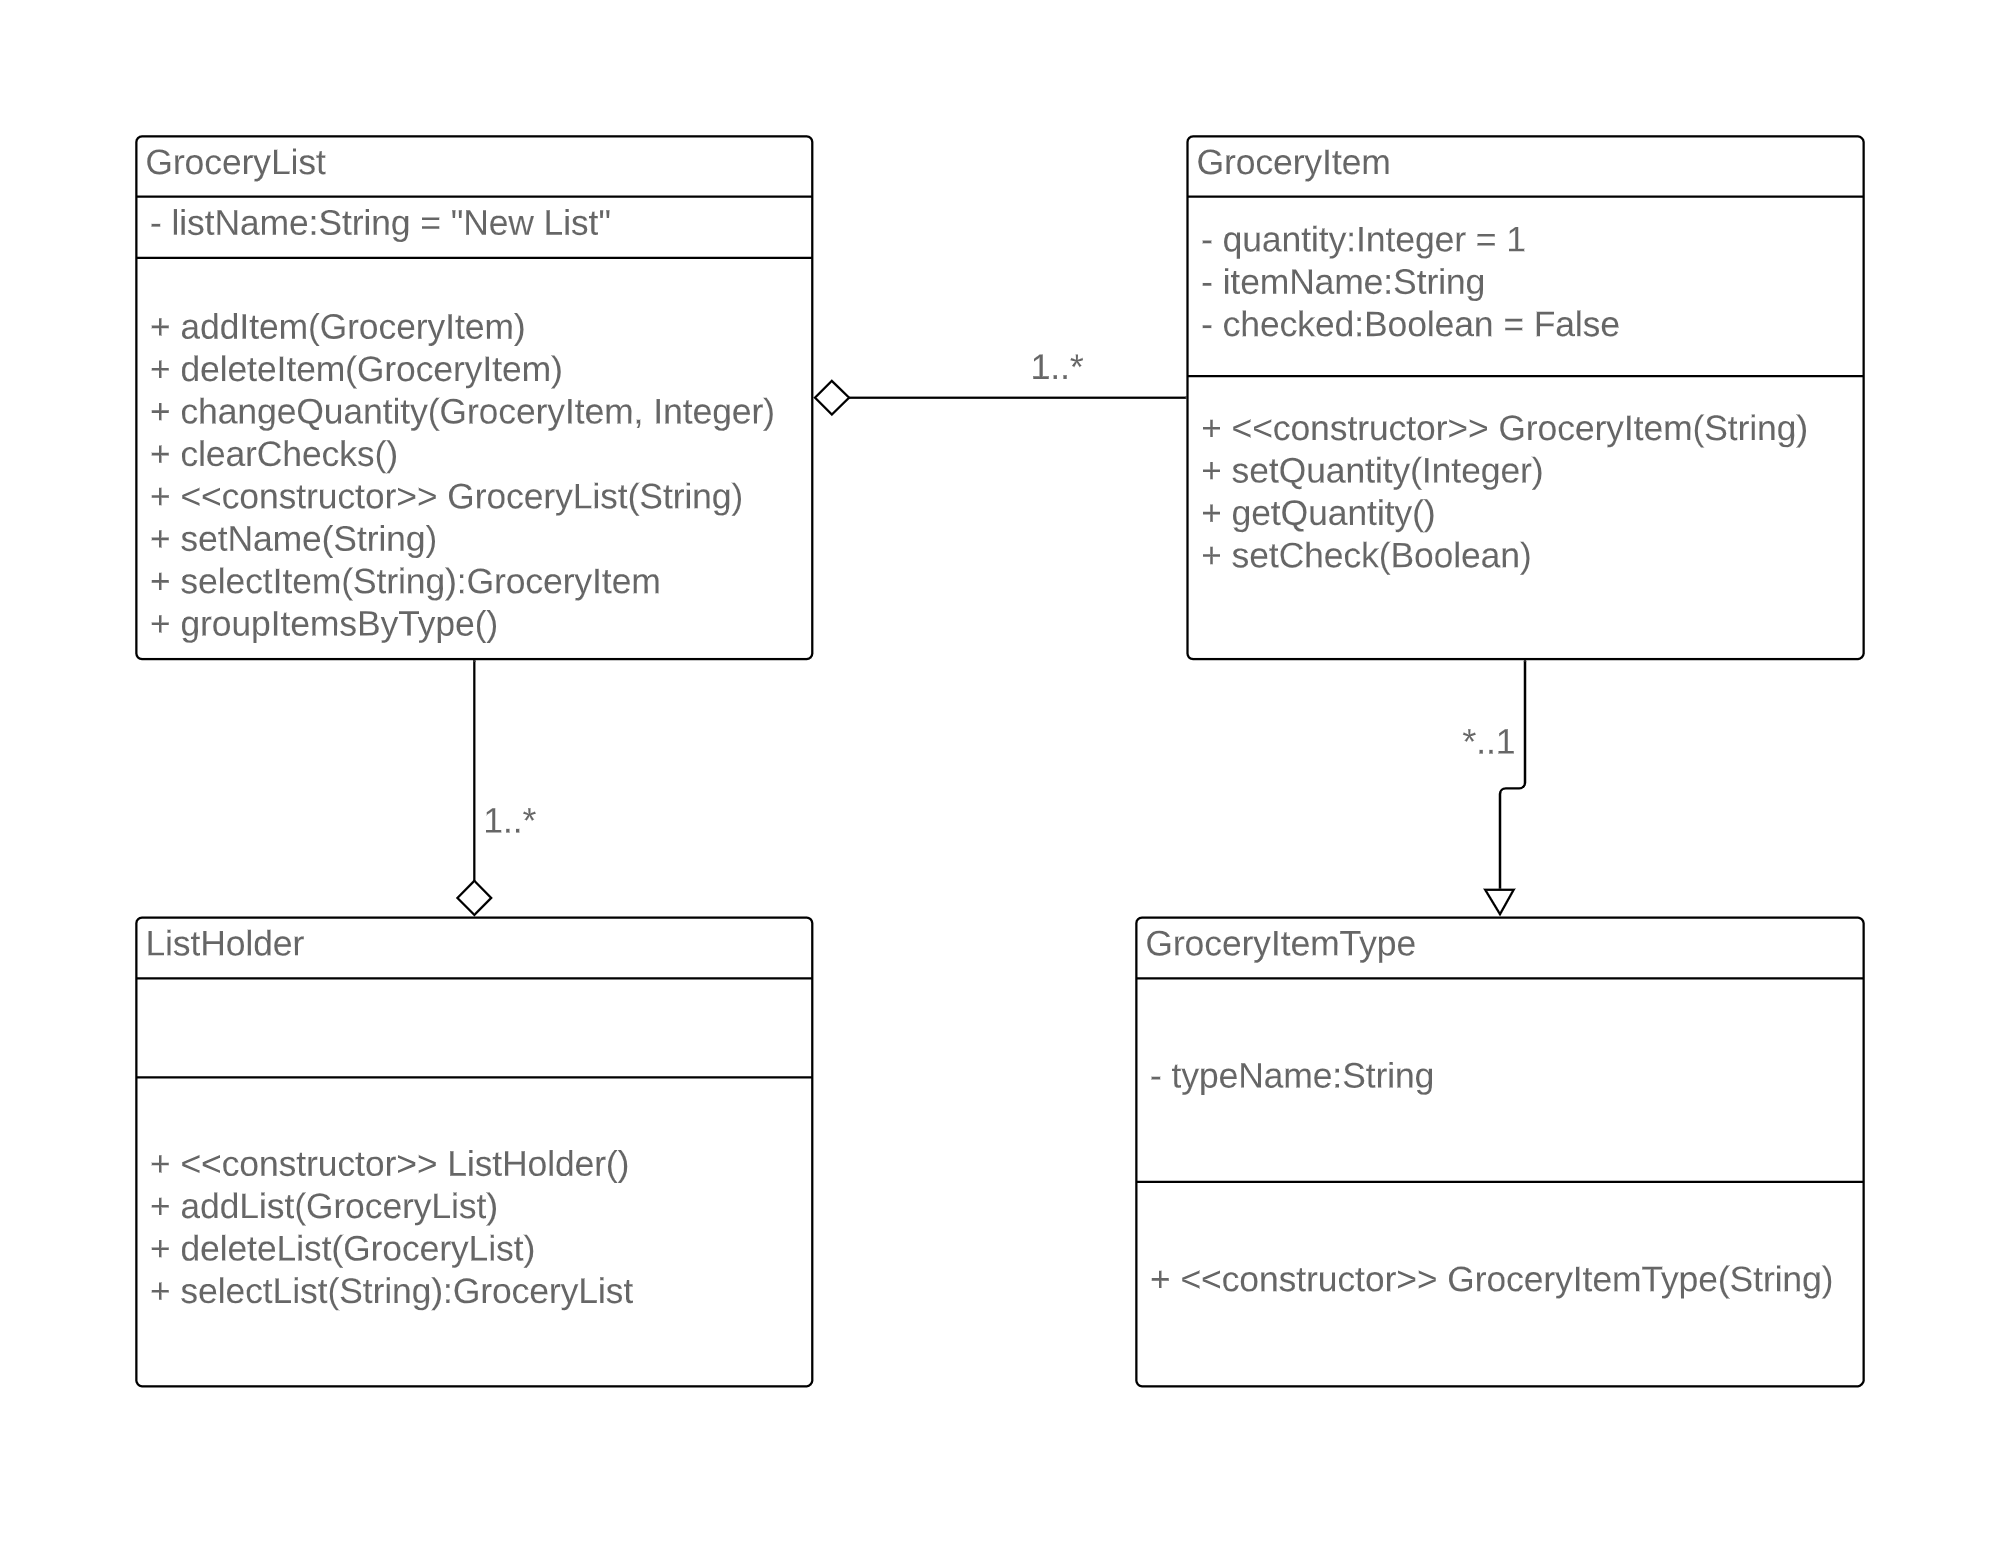 GroceryList
- listName:String = "New List"
+ addItem(GroceryItem)
+ deleteItem(GroceryItem)
+ changeQuantity(GroceryItem, Integer)
+ clearChecks()
+ <<constructor>> GroceryList(String)
+ setName(String)
+ selectItem(String):GroceryItem
+ groupItemsByType()
1..*
GroceryItem
- quantity:Integer = 1
- itemName:String
- checked:Boolean = False
+ <<constructor>> GroceryItem(String)
+ setQuantity(Integer)
+ getQuantity()
+ setCheck(Boolean)
1..*
*..1
ListHolder
+ <<constructor>> ListHolder()
+ addList(GroceryList)
+ deleteList(GroceryList)
+ selectList(String):GroceryList
GroceryItemType
- typeName:String
+ <<constructor>> GroceryItemType(String)